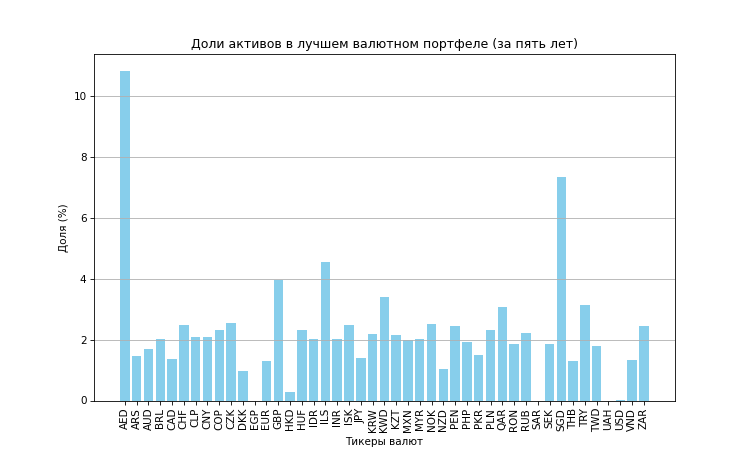 Доли активов в лучшем валютном портфеле (за пять лет)
Доля (%)
10
8
6
4
2
0
AED ARS AUD BRL CAD CHF CLP CNY COP CZK DKK EGP EUR GBP HKD HUF IDR ILS INR ISK JPY KRW KWD KZT MXN MYR NOK NZD PEN PHP PKR PLN QAR RON RUB SAR SEK SGD THB TRY TWD UAH USD VND ZAR
Тикеры валют